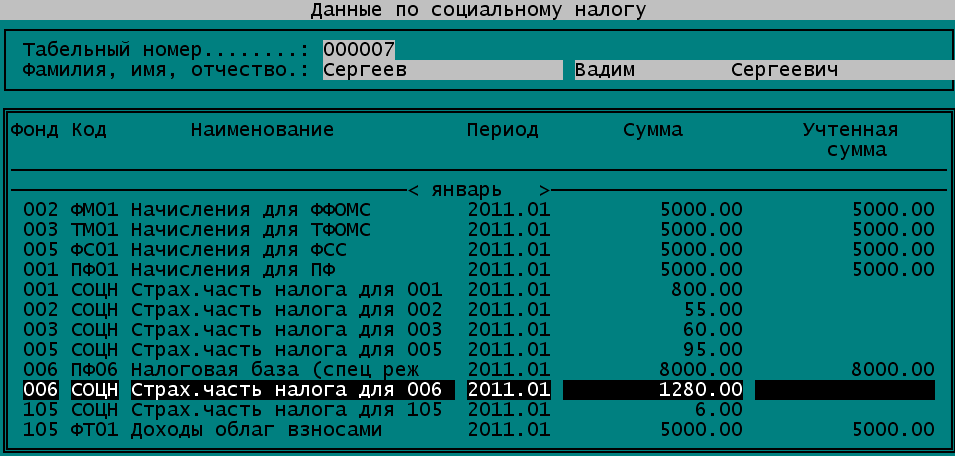 Данные по социальному налогу
Табельный номер........: 000007
Фамилия, имя, отчество.: Сергеев Вадим Сергеевич
Фонд Код Наименование Период Сумма Учтенная
сумма
< январь >
002 ФМ01 Начисления для ФФОМС 2011.01 5000.00 5000.00
003 ТМ01 Начисления для ТФОМС 2011.01 5000.00 5000.00
005 ФС01 Начисления для ФСС 2011.01 5000.00 5000.00
001 ПФ01 Начисления для ПФ 2011.01 5000.00 5000.00
001 СОЦН Страх.часть налога для 001 2011.01 800.00
002 СОЦН Страх.часть налога для 002 2011.01 55.00
003 СОЦН Страх.часть налога для 003 2011.01 60.00
005 СОЦН Страх.часть налога для 005 2011.01 95.00
006 ПФ06 Налоговая база (спец реж 2011.01 8000.00 8000.00
006 СОЦН Страх.часть налога для 006 2011.01 1280.00
105 СОЦН Страх.часть налога для 105 2011.01 6.00
105 ФТ01 Доходы облаг взносами 2011.01 5000.00 5000.00